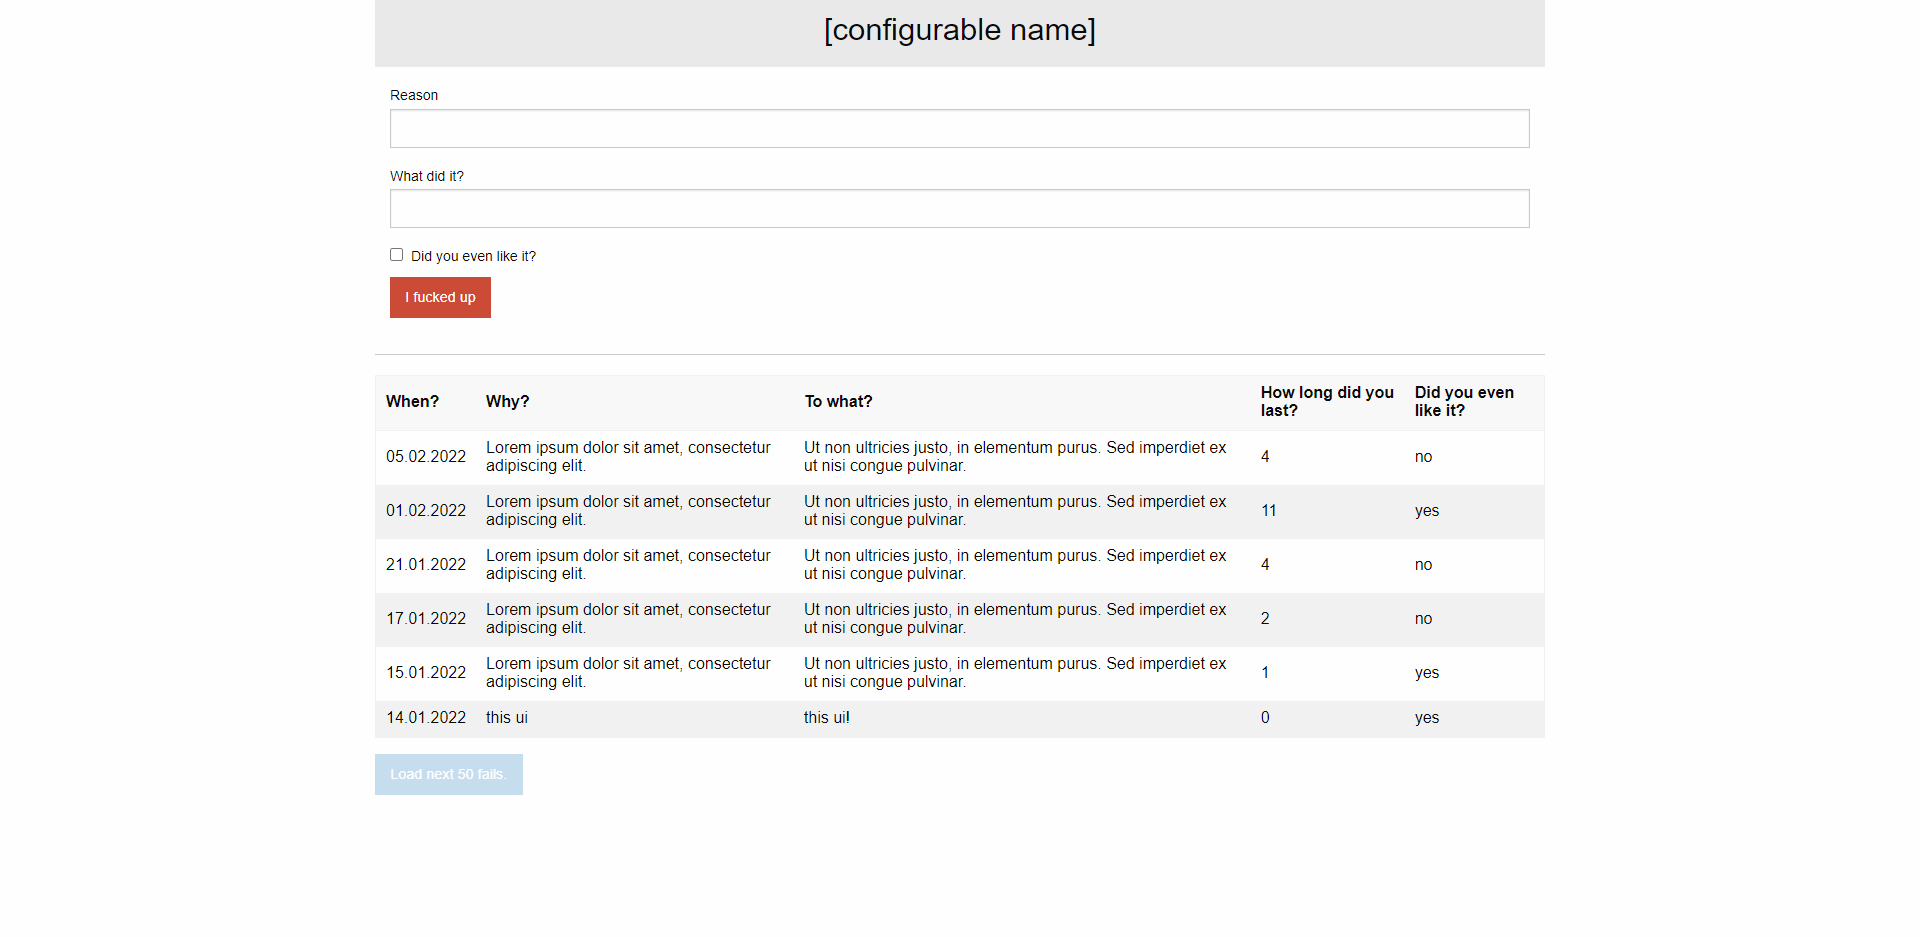 [configurable name]
Reason
What did it?
Did you even like it?
I fucked up
When? Why? To what? How long did you last? Did you even like it?
05.02.2022 Lorem ipsum dolor sit amet, consectetur adipiscing elit. Ut non ultricies justo, in elementum purus. Sed imperdiet ex ut nisi congue pulvinar. 4 no
01.02.2022 Lorem ipsum dolor sit amet, consectetur adipiscing elit. Ut non ultricies justo, in elementum purus. Sed imperdiet ex ut nisi congue pulvinar. 11 yes
21.01.2022 Lorem ipsum dolor sit amet, consectetur adipiscing elit. Ut non ultricies justo, in elementum purus. Sed imperdiet ex ut nisi congue pulvinar. 4 no
17.01.2022 Lorem ipsum dolor sit amet, consectetur adipiscing elit. Ut non ultricies justo, in elementum purus. Sed imperdiet ex ut nisi congue pulvinar. 2 no
15.01.2022 Lorem ipsum dolor sit amet, consectetur adipiscing elit. Ut non ultricies justo, in elementum purus. Sed imperdiet ex ut nisi congue pulvinar. 1 yes
14.01.2022 this ui this ui! 0 yes
Load next 50 fails.